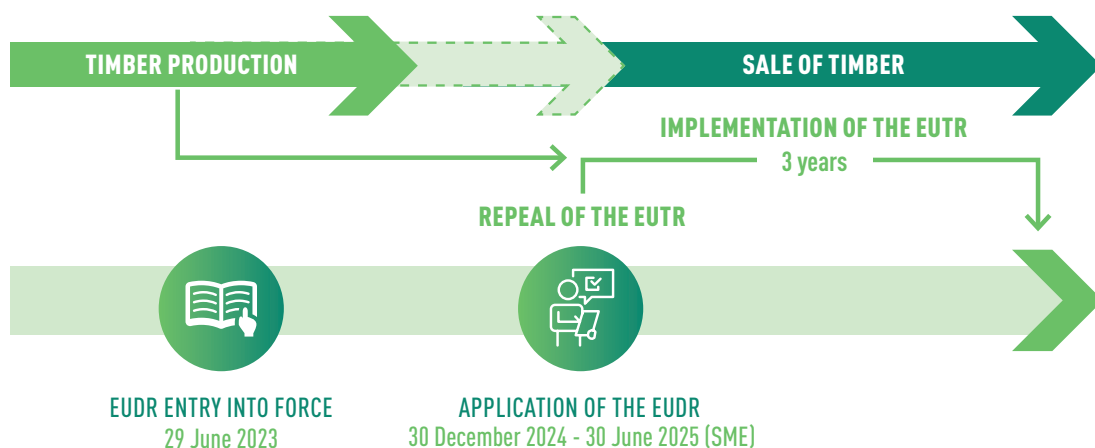 TIMBER PRODUCTION
SALE OF TIMBER
IMPLEMENTATION OF THE EUTR
3 years
REPEAL OF THE EUTR
EUDR ENTRY INTO FORCE
29 June 2023
APPLICATION OF THE EUDR
30 December 2024 - 30 June 2025 (SME)